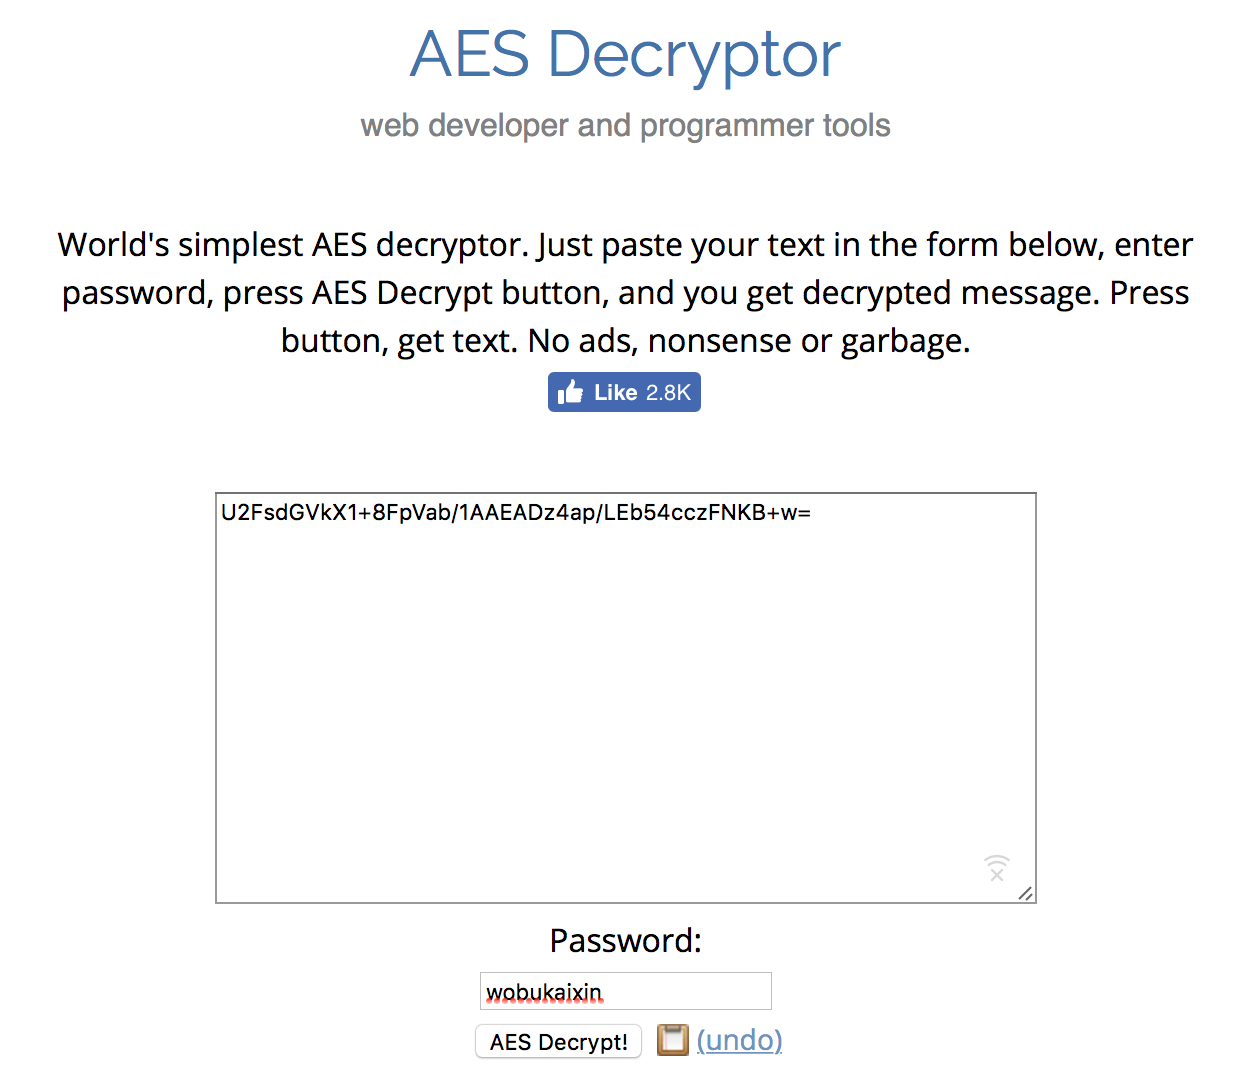 AES Decryptor
web developer and programmer tools
World's simplest AES decryptor. Just paste your text in the form below, enter
password, press AES Decrypt button, and you get decrypted message. Press
button, get text. No ads, nonsense or garbage.
Like 2.8K
U2FsdGVkX1+8FpVab/1AAEADz4ap/LEb54cczFNKB+w=
Password:
wobukaixin
AES Decrypt! (undo)